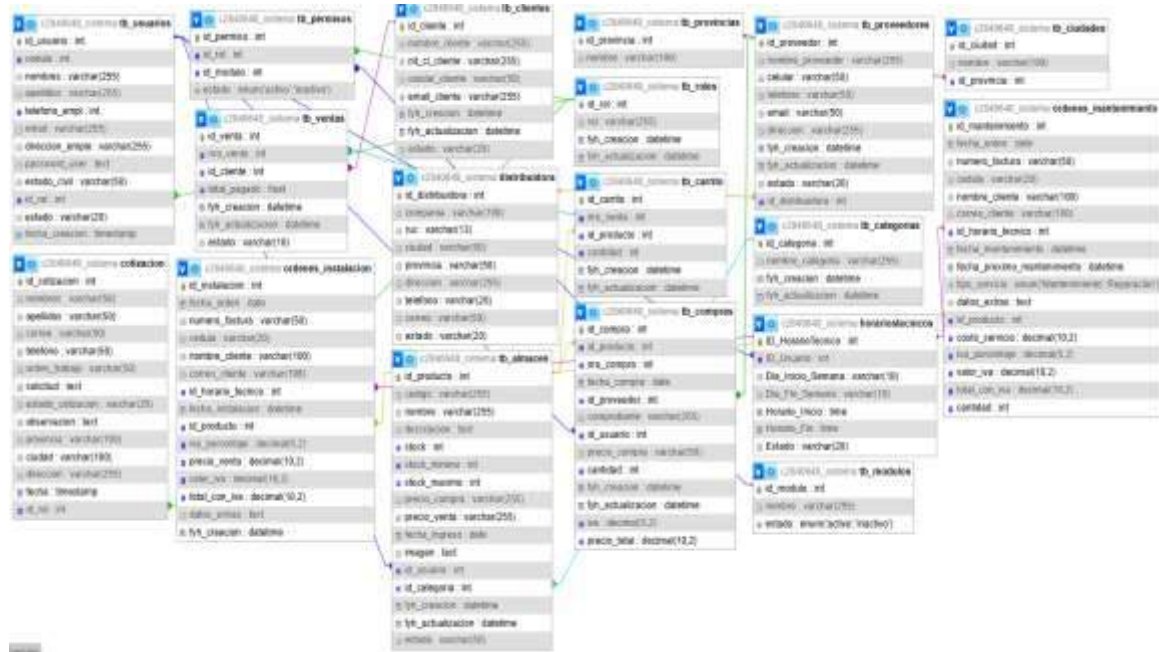 tb_usuarios
id_usuario int
cedula int
nombres varchar(255)
apellidos varchar(255)
telefono_empl int
email varchar(255)
direccion_emple varchar(255)
password_user text
estado_civil varchar(50)
id_rol int
estado varchar(20)
fecha_creacion timestamp
tb_permisos
id_permiso int
id_rol int
id_modulo int
estado enum('activo' 'inactivo')
tb_ventas
id_venta int
nro_venta int
id_cliente int
total_pagado float
fyh_creacion datetime
fyh_actualizacion datetime
estado varchar(10)
tb_clientes
id_cliente int
nombre_cliente varchar(255)
nit_ci_cliente varchar(255)
celular_cliente varchar(50)
email_cliente varchar(255)
fyh_creacion datetime
fyh_actualizacion datetime
estado varchar(20)
tb_provincias
id_provincia int
nombre varchar(100)
tb_roles
id_rol int
rol varchar(255)
fyh_creacion datetime
fyh_actualizacion datetime
tb_proveedores
id_proveedor int
nombre_proveedor varchar(255)
celular varchar(50)
telefono varchar(50)
email varchar(50)
direccion varchar(255)
fyh_creacion datetime
fyh_actualizacion datetime
estado varchar(20)
id_distribuidora int
tb_ciudades
id_ciudad int
nombre varchar(100)
id_provincia int
ordenes_mantenimiento
id_mantenimiento int
fecha_orden date
numero_factura varchar(50)
cedula varchar(20)
nombre_cliente varchar(100)
correo_cliente varchar(100)
id_horario_tecnico int
fecha_mantenimiento datetime
fecha_proximo_mantenimiento datetime
datos_extras text
id_producto int
costo_servicio decimal(10,2)
iva_porcentaje decimal(5,2)
valor_iva decimal(10,2)
total_con_iva decimal(10,2)
cantidad int
distribuidora
id_distribuidora int
compania varchar(100)
ruc varchar(13)
ciudad varchar(50)
provincia varchar(50)
direccion varchar(255)
telefono varchar(20)
correo varchar(50)
estado varchar(20)
tb_carrito
id_carrito int
nro_venta int
id_producto int
cantidad int
fyh_creacion datetime
fyh_actualizacion datetime
tb_categorias
id_categoria int
nombre_categoria varchar(255)
fyh_creacion datetime
fyh_actualizacion datetime
cotizacion
id_cotizacion int
nombres varchar(50)
apellidos varchar(50)
correo varchar(50)
telefono varchar(50)
orden_trabajo varchar(50)
solicitud text
estado_cotizacion varchar(20)
observacion text
provincia varchar(100)
ciudad varchar(100)
direccion varchar(255)
fecha timestamp
id_rol int
ordenes_instalacion
id_instalacion int
fecha_orden date
numero_factura varchar(50)
cedula varchar(20)
nombre_cliente varchar(100)
correo_cliente varchar(100)
id_horario_tecnico int
fecha_instalacion datetime
id_producto int
iva_porcentaje decimal(5,2)
precio_venta decimal(10,2)
valor_iva decimal(10,2)
total_con_iva decimal(10,2)
datos_extras text
fyh_creacion datetime
tb_almacen
id_producto int
codigo varchar(255)
nombre varchar(255)
descripcion text
stock int
stock_minimo int
stock_maximo int
precio_compra varchar(255)
precio_venta varchar(255)
fecha_ingreso date
imagen text
id_usuario int
id_categoria int
fyh_creacion datetime
fyh_actualizacion datetime
estado varchar(50)
tb_compras
id_compra int
id_producto int
nro_compra int
fecha_compra date
id_proveedor int
comprobante varchar(255)
id_usuario int
precio_compra varchar(50)
cantidad int
fyh_creacion datetime
fyh_actualizacion datetime
iva decimal(5,2)
precio_total decimal(10,2)
horariostecnicos
ID_HorarioTecnico int
ID_Usuario int
Dia_Inicio_Semana varchar(10)
Dia_Fin_Semana varchar(10)
Horario_Inicio time
Horario_Fin time
Estado varchar(20)
tb_modulos
id_modulo int
nombre varchar(255)
estado enum('activo' 'inactivo')